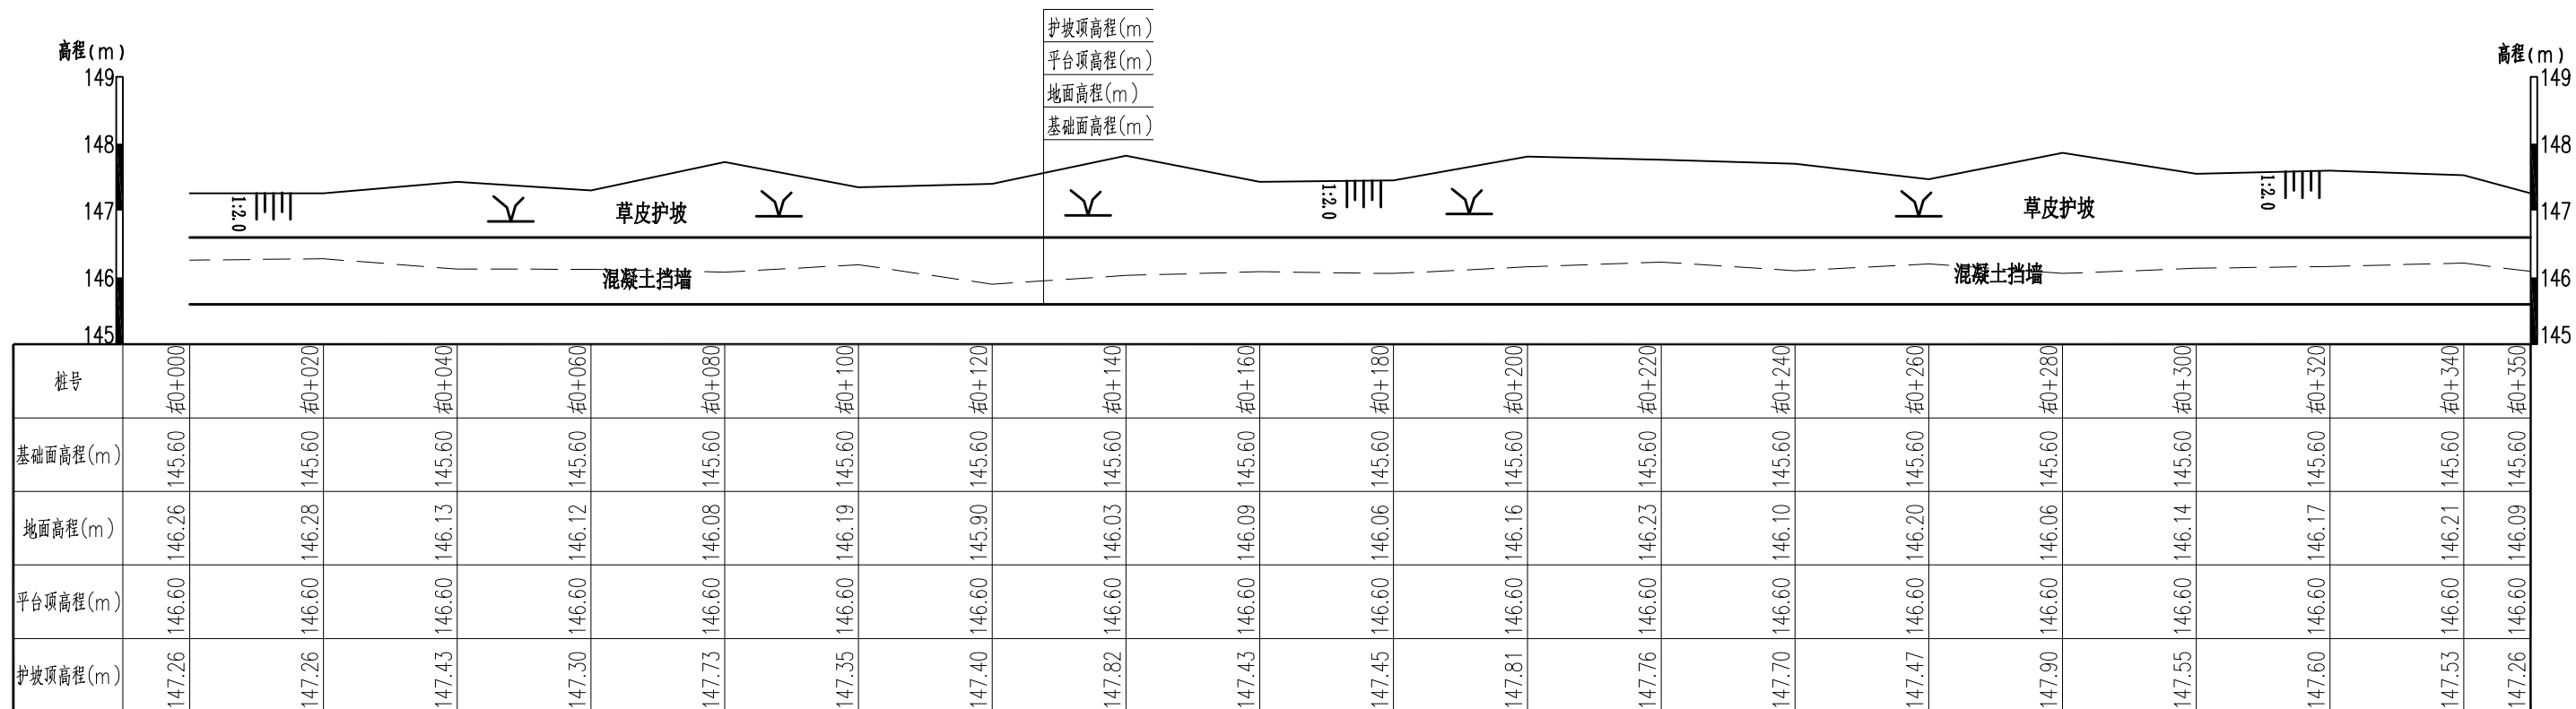 护坡顶高程(m)
平台顶高程(m)
地面高程(m)
基础面高程(m)
高程(m)
149
148
147
146
145
高程(m)
149
148
147
146
145
1:2.0
草皮护坡
1:2.0
草皮护坡
1:2.0
混凝土挡墙
混凝土挡墙
桩号 右0+000 右0+020 右0+040 右0+060 右0+080 右0+100 右0+120 右0+140 右0+160 右0+180 右0+200 右0+220 右0+240 右0+260 右0+280 右0+300 右0+320 右0+340 右0+350
基础面高程(m) 145.60 145.60 145.60 145.60 145.60 145.60 145.60 145.60 145.60 145.60 145.60 145.60 145.60 145.60 145.60 145.60 145.60 145.60 145.60
地面高程(m) 146.26 146.28 146.13 146.12 146.08 146.19 145.90 146.03 146.09 146.06 146.16 146.23 146.10 146.20 146.06 146.14 146.17 146.21 146.09
平台顶高程(m) 146.60 146.60 146.60 146.60 146.60 146.60 146.60 146.60 146.60 146.60 146.60 146.60 146.60 146.60 146.60 146.60 146.60 146.60 146.60
护坡顶高程(m) 147.26 147.26 147.43 147.30 147.73 147.35 147.40 147.82 147.43 147.45 147.81 147.76 147.70 147.47 147.90 147.55 147.60 147.53 147.26